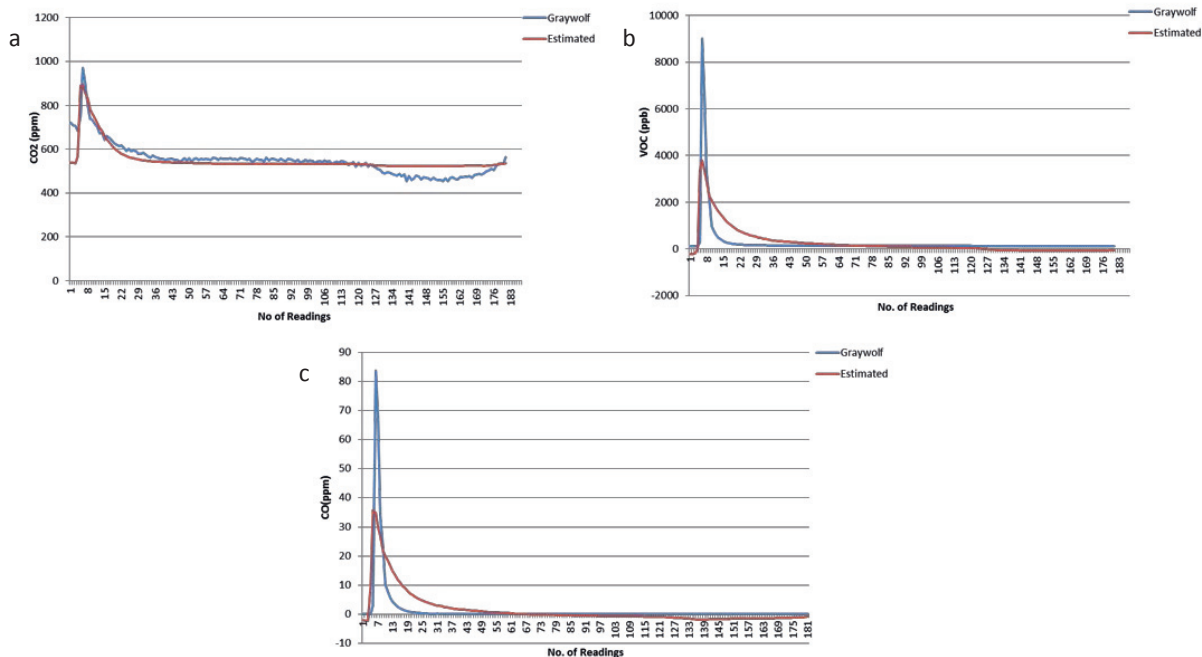 a
1200
1000
800
600
400
200
0
CO2 (ppm)
1 8 15 22 29 36 43 50 57 64 71 78 85 92 99 106 113 120 127 134 141 148 155 162 169 176 183
No of Readings
Graywolf
Estimated
b
10000
8000
6000
4000
2000
0
-2000
VOC (ppb)
1 8 15 22 29 36 43 50 57 64 71 78 85 92 99 106 113 120 127 134 141 148 155 162 169 176 183
No. of Readings
Graywolf
Estimated
c
90
80
70
60
50
40
30
20
10
0
-10
CO(ppm)
1 7 13 19 25 31 37 43 49 55 61 67 73 79 85 91 97 103 109 115 121 127 133 139 145 151 157 163 169 175 181
No. of Readings
Graywolf
Estimated